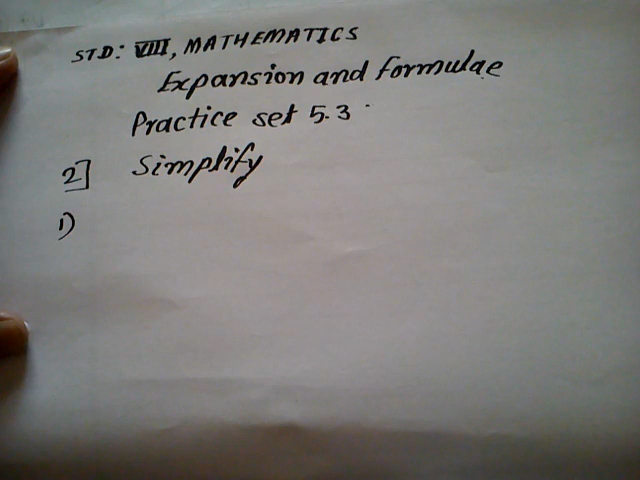 STD: VIII, MATHEMATICS
Expansion and formulae
Practice set 5.3.
2] Simplify
1)